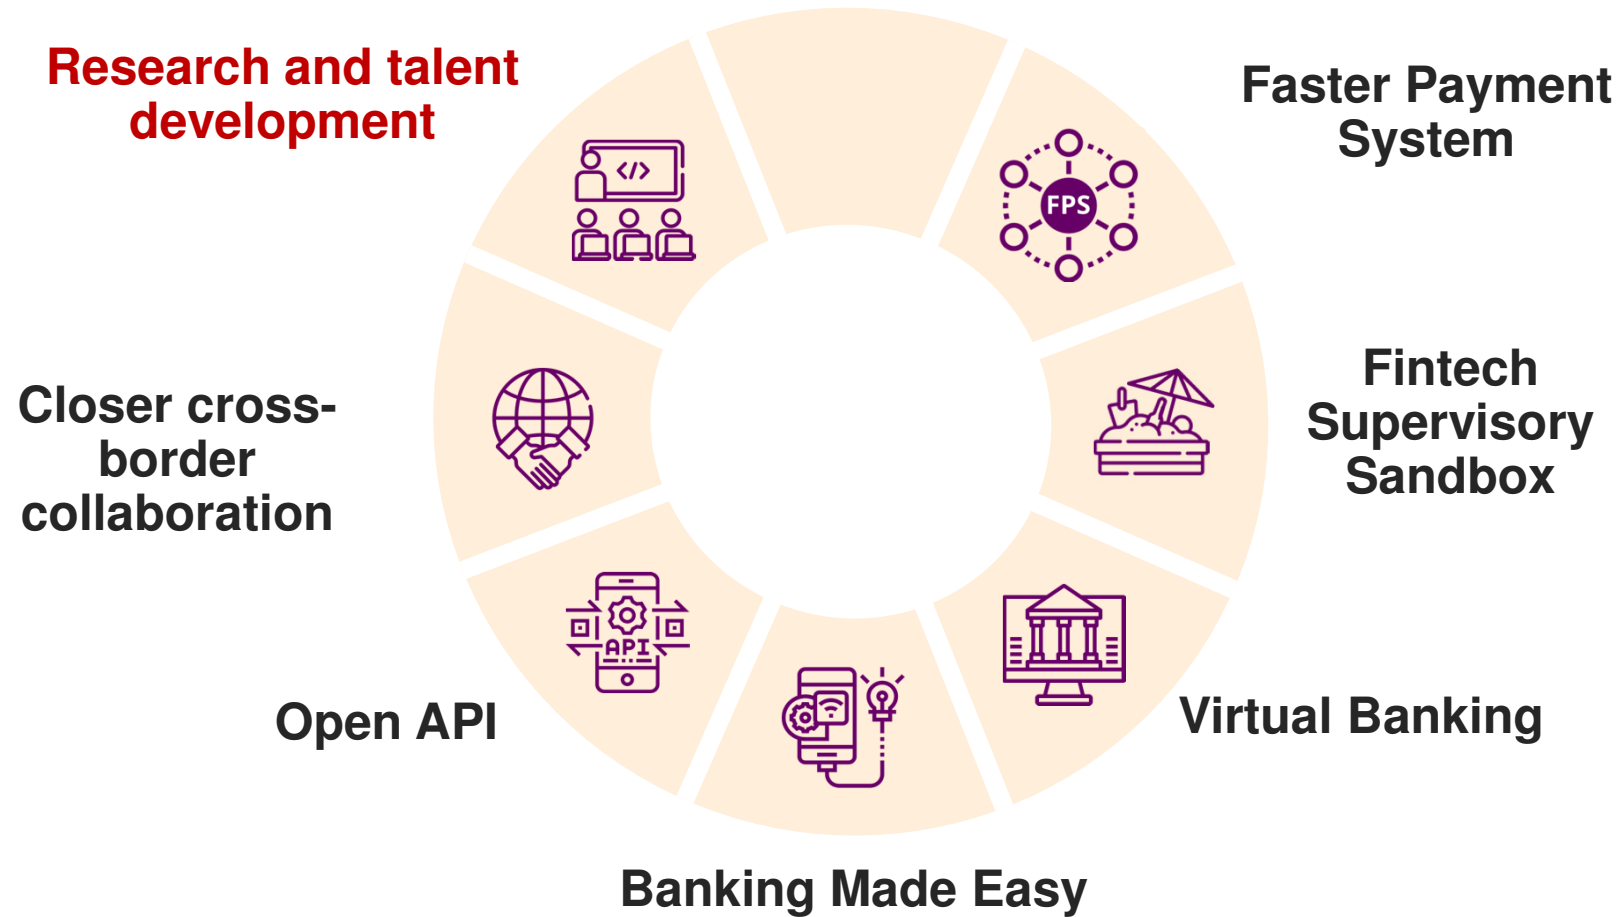 Research and talent
development
</>
Faster Payment
System
FPS
Fintech
Supervisory
Sandbox
Closer cross-
border
collaboration
API
Open API
Virtual Banking
Banking Made Easy